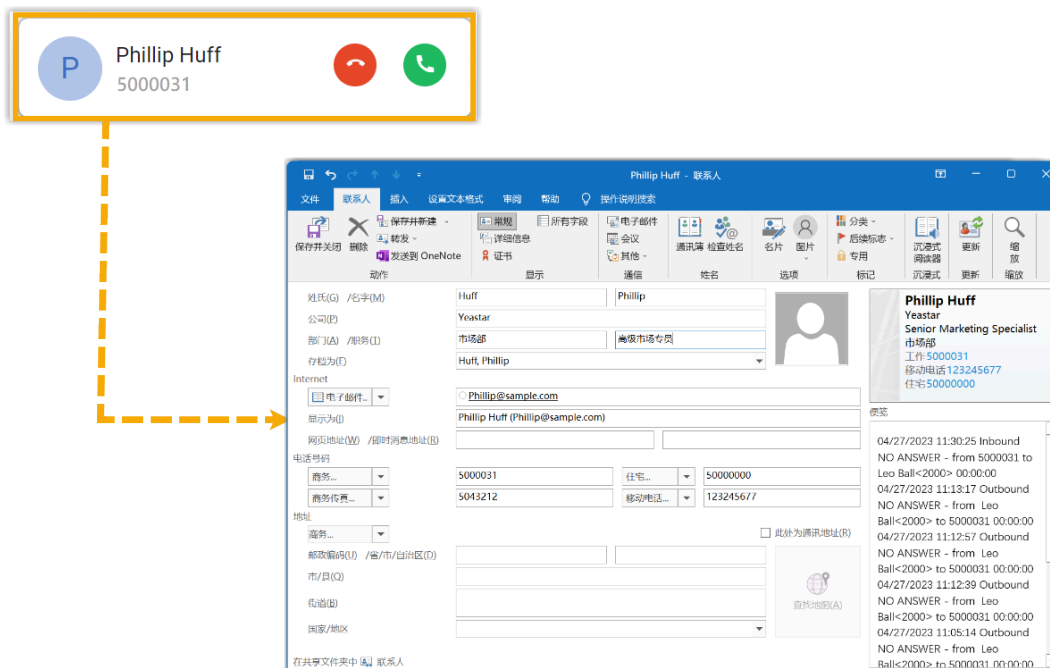 P
Phillip Huff
5000031
Phillip Huff - 联系人
文件 联系人 插入 设置文本格式 审阅 帮助 操作说明搜索
保存并关闭 删除 保存并新建 转发 发送到 OneNote
动作
常规 所有字段 详细信息 证书
显示
电子邮件 会议 其他
通信
通讯簿 检查姓名
姓名
名片 图片
选项
分类 后续标志 专用
标记
沉浸式阅读器
沉浸式
更新
更新
缩放
缩放
姓氏(G) /名字(M) Huff Phillip
公司(P) Yeastar
部门(A) /职务(T) 市场部 高级市场专员
存档为(F) Huff, Phillip
Internet
电子邮件... Phillip@sample.com
显示为(I) Phillip Huff (Phillip@sample.com)
网页地址(W) /即时消息地址(R)
电话号码
商务... 5000031 住宅... 50000000
商务传真... 5043212 移动电话... 123245677
地址
商务... 此处为通讯地址(R)
邮政编码(U) /省/市/自治区(D)
市/县(Q)
街道(B)
国家/地区
查找地图(A)
在共享文件夹中 联系人
Phillip Huff
Yeastar
Senior Marketing Specialist
市场部
工作5000031
移动电话123245677
住宅50000000
便笺
04/27/2023 11:30:25 Inbound
NO ANSWER - from 5000031 to
Leo Ball<2000> 00:00:00
04/27/2023 11:13:17 Outbound
NO ANSWER - from Leo
Ball<2000> to 5000031 00:00:00
04/27/2023 11:12:57 Outbound
NO ANSWER - from Leo
Ball<2000> to 5000031 00:00:00
04/27/2023 11:12:39 Outbound
NO ANSWER - from Leo
Ball<2000> to 5000031 00:00:00
04/27/2023 11:05:14 Outbound
NO ANSWER - from Leo
Ball<2000> to 5000031 00:00:00